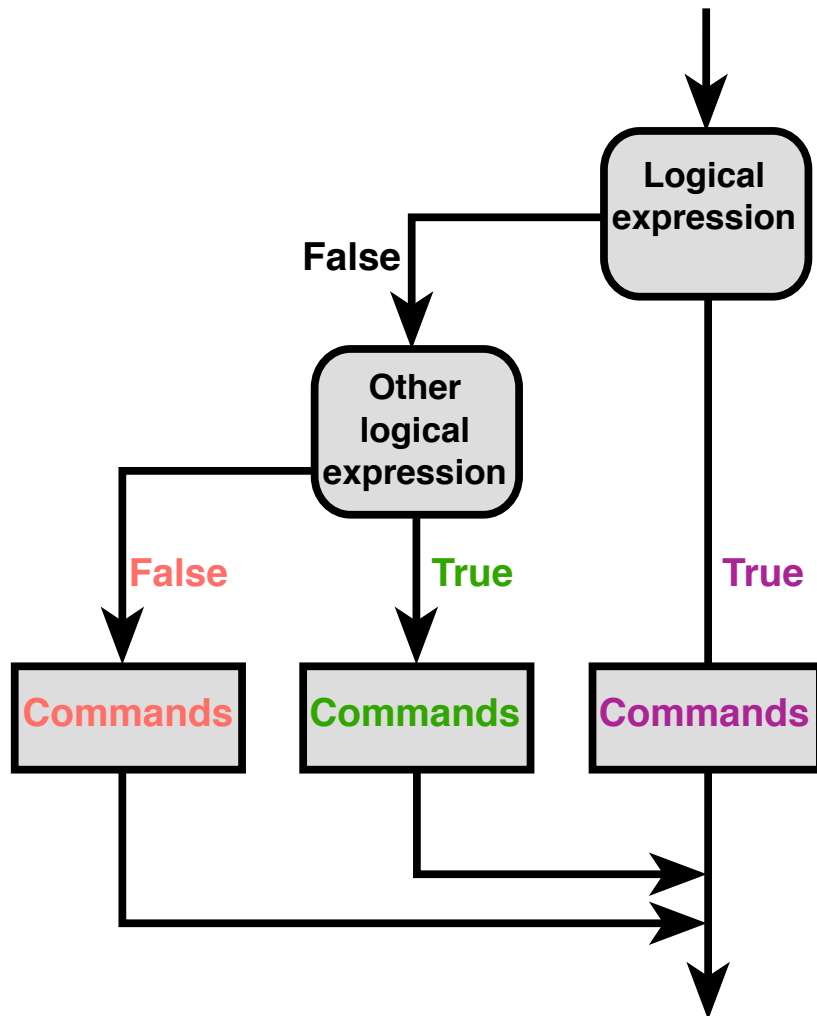 Logical
expression
False
Other
logical
expression
False
True
True
Commands
Commands
Commands